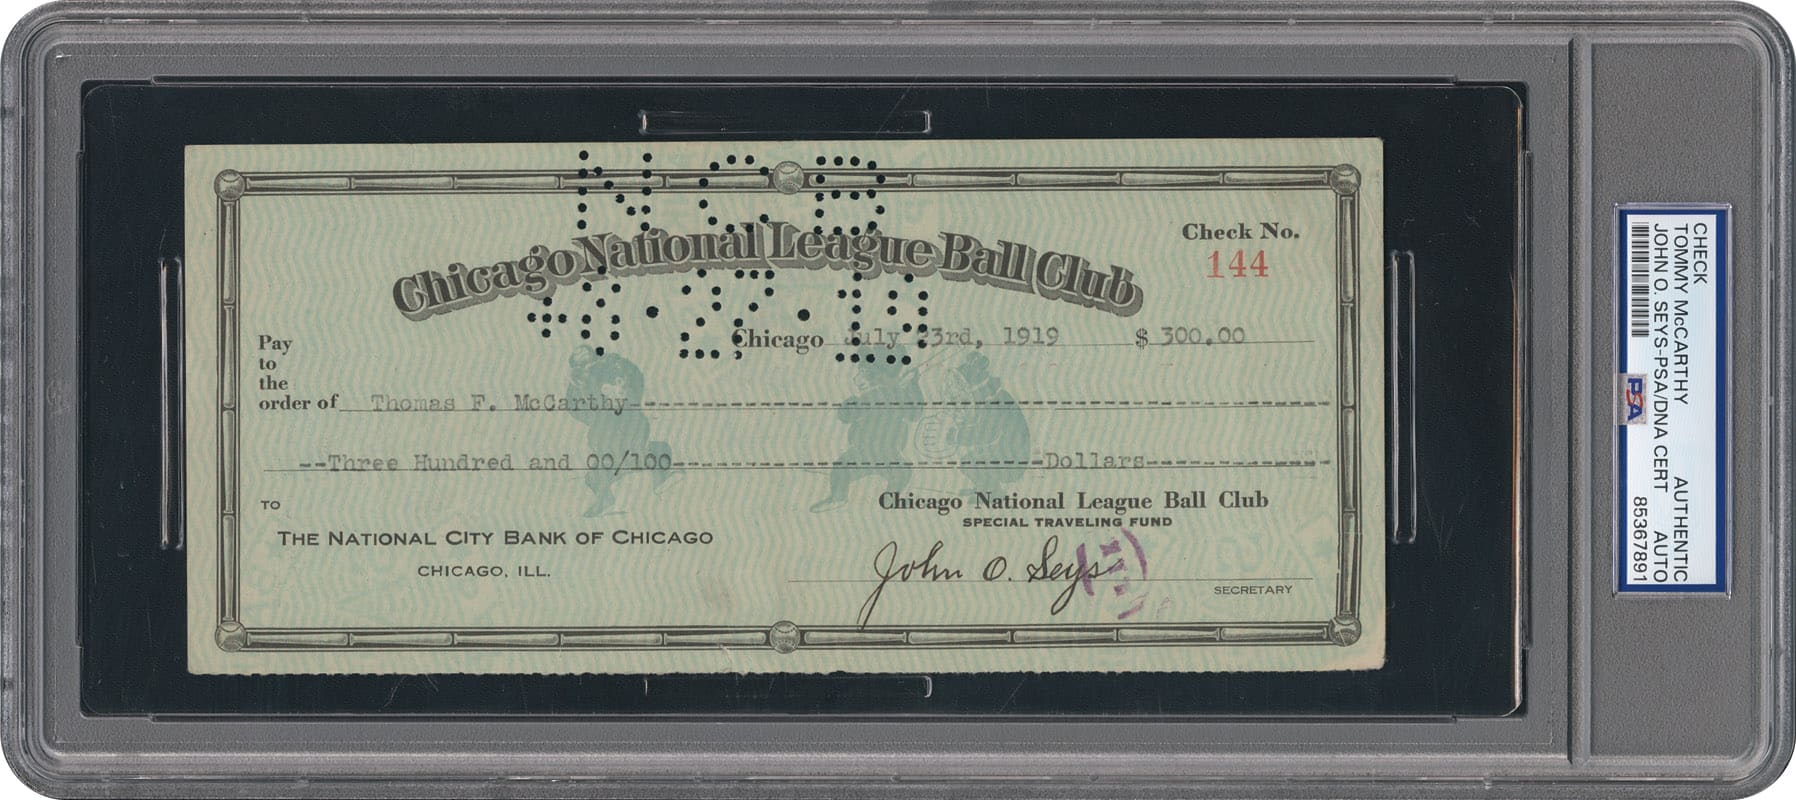 N.C.B
Chicago National League Ball Club
Check No.
144
Chicago July 23rd, 1919 $ 300.00
Pay
to
the
order of Thomas F. McCarthy
--Three Hundred and 00/100--Dollars--
TO
THE NATIONAL CITY BANK OF CHICAGO
CHICAGO, ILL.
Chicago National League Ball Club
SPECIAL TRAVELING FUND
John O. Seys
SECRETARY
CHECK
TOMMY McCARTHY AUTHENTIC
JOHN O. SEYS-PSA/DNA CERT AUTO
85367891
PSA